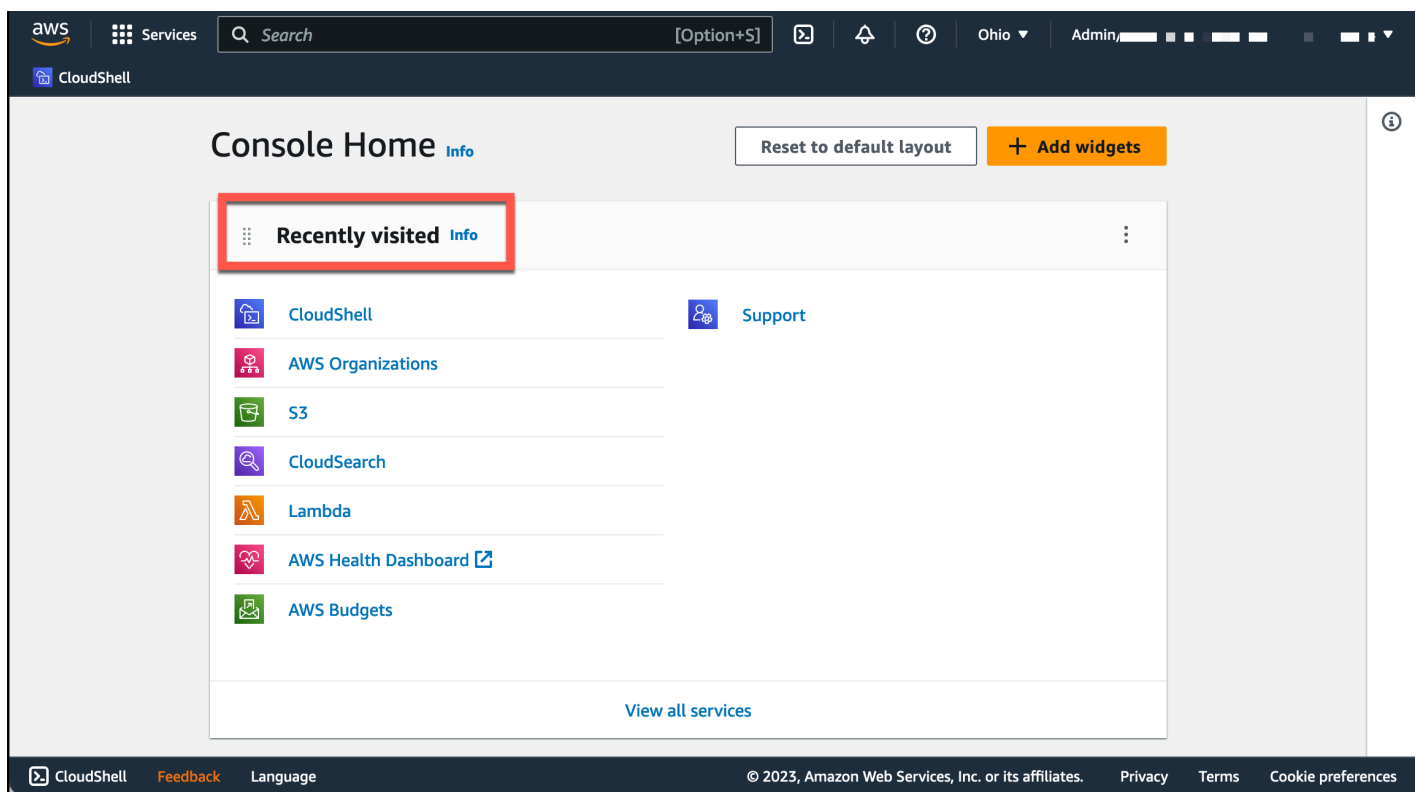 aws Services Search [Option+S] Ohio Admin/
CloudShell
Console Home Info Reset to default layout Add widgets
Recently visited Info
CloudShell
AWS Organizations
S3
CloudSearch
Lambda
AWS Health Dashboard
AWS Budgets
Support
View all services
CloudShell Feedback Language © 2023, Amazon Web Services, Inc. or its affiliates. Privacy Terms Cookie preferences